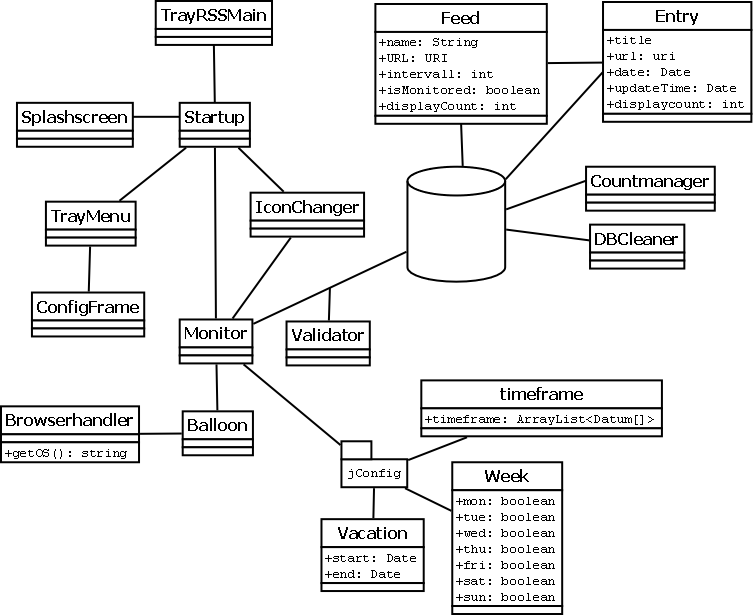 TrayRSSMain
Feed
+name: String
+URL: URI
+intervall: int
+isMonitored: boolean
+displayCount: int
Entry
+title
+url: uri
+date: Date
+updateTime: Date
+displaycount: int
Splashscreen
Startup
TrayMenu
IconChanger
Countmanager
DBCleaner
ConfigFrame
Monitor
Validator
Browserhandler
+getOS(): string
Balloon
timeframe
+timeframe: ArrayList<Datum[]>
jConfig
Vacation
+start: Date
+end: Date
Week
+mon: boolean
+tue: boolean
+wed: boolean
+thu: boolean
+fri: boolean
+sat: boolean
+sun: boolean